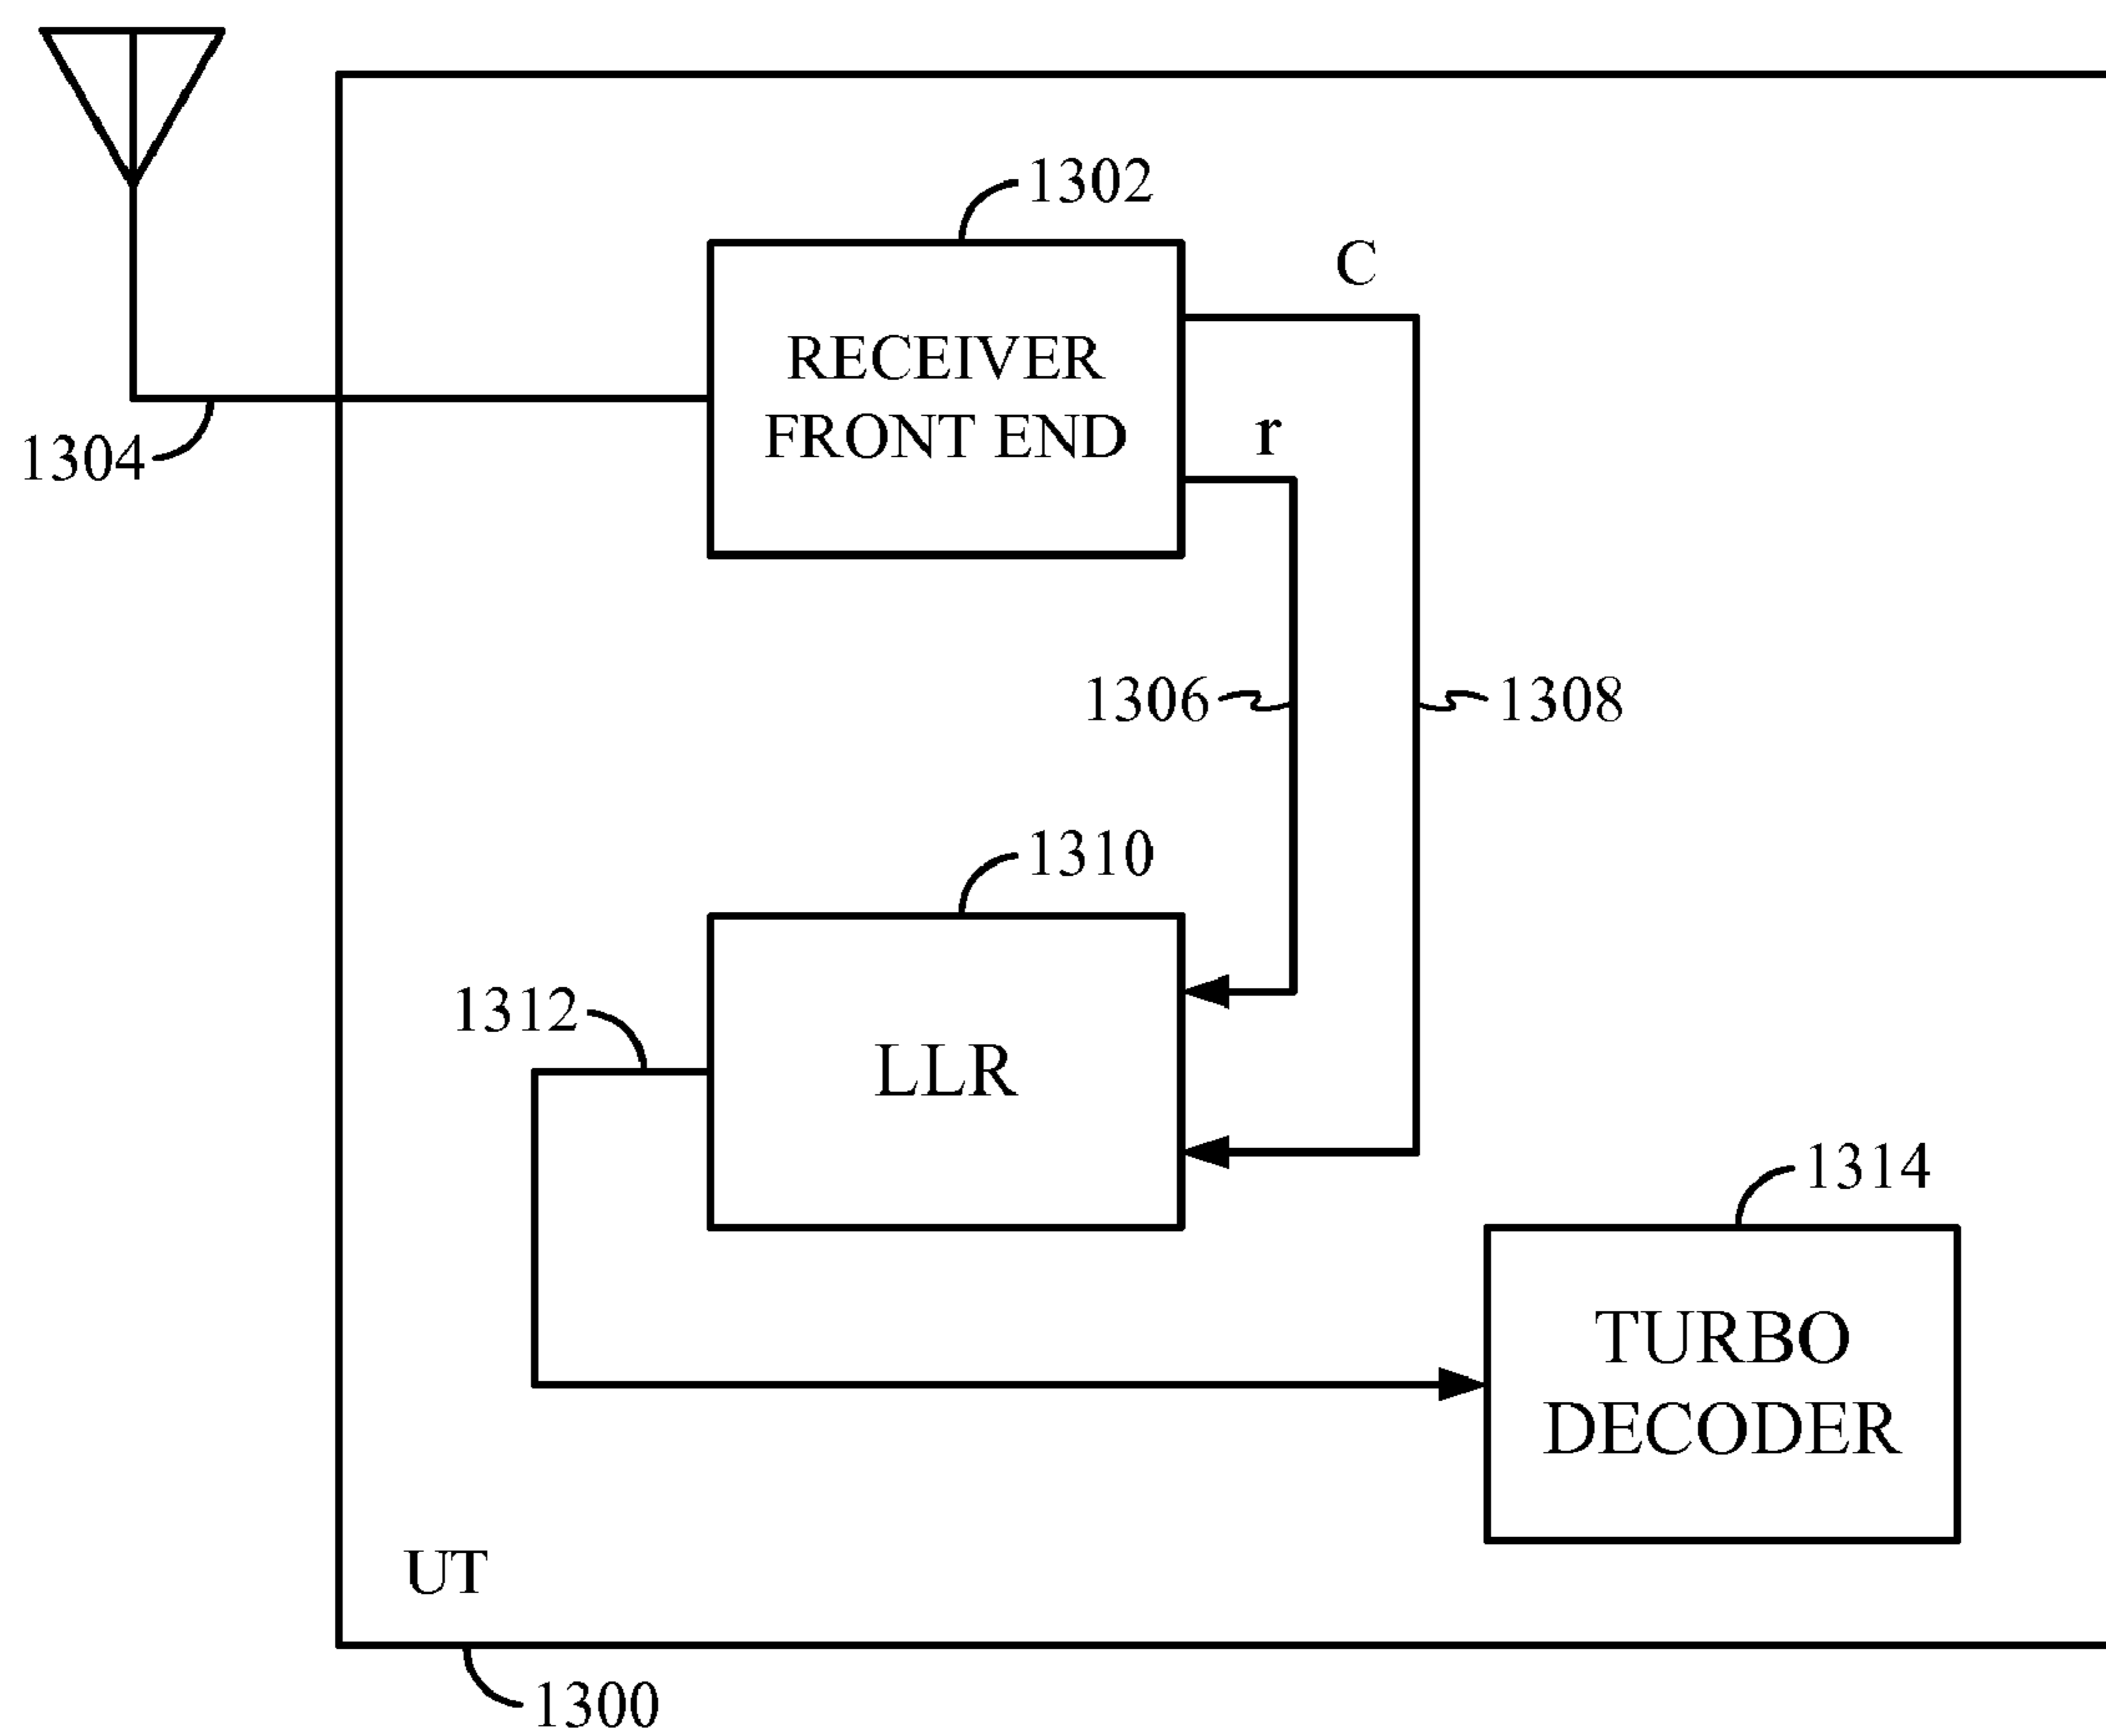 1302
C
RECEIVER
FRONT END
r
1304
1306
1308
1310
1312
LLR
1314
TURBO
DECODER
UT
1300